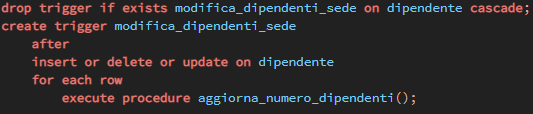 drop trigger if exists modifica_dipendenti_sede on dipendente cascade;
create trigger modifica_dipendenti_sede
after
insert or delete or update on dipendente
for each row
execute procedure aggiorna_numero_dipendenti();